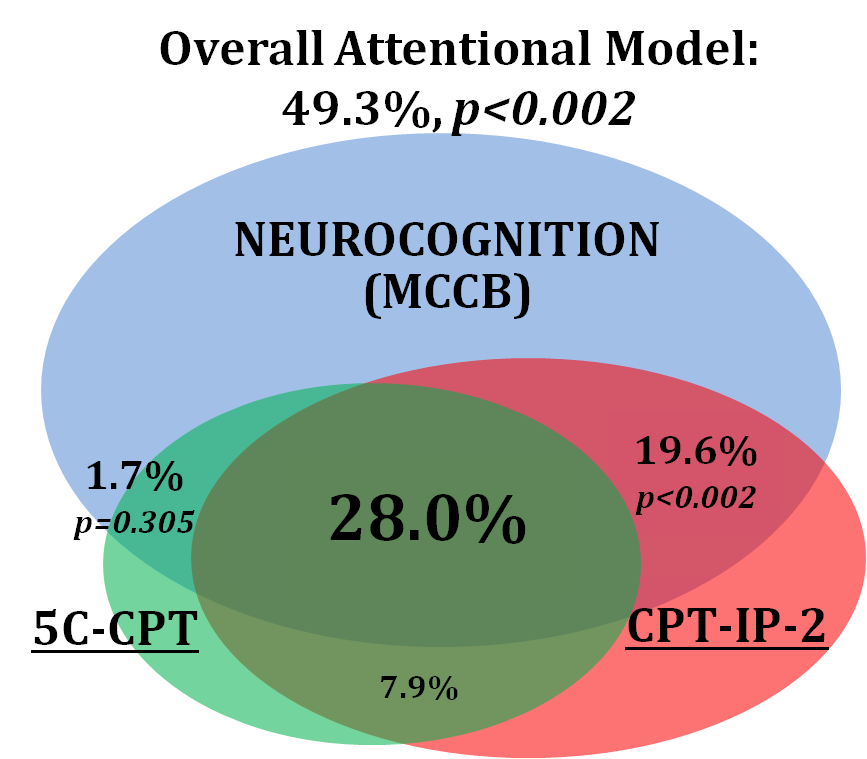 Overall Attentional Model:
49.3%, p<0.002
NEUROCOGNITION
(MCCB)
1.7%
p=0.305
19.6%
p<0.002
28.0%
5C-CPT
CPT-IP-2
7.9%